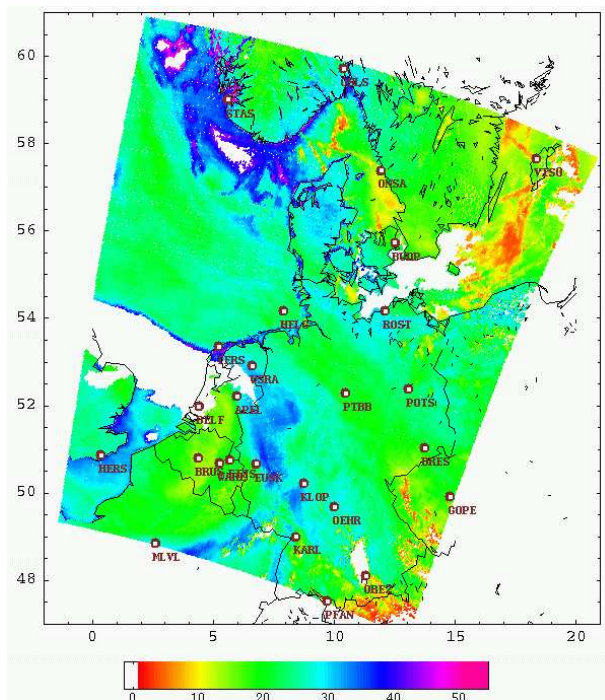 60
OSLS
STAS
58
VISO
ONSA
56
BUDP
54
HELG
ROST
TERS
WSRA
52
APEL
PTBB
POTS
DELF
HERS
BRUS
EUSK
DRES
50
KLOP
GOPE
OEHR
MLVL
KARL
48
OBE2
PFAN
0 5 10 15 20
0 10 20 30 40 50